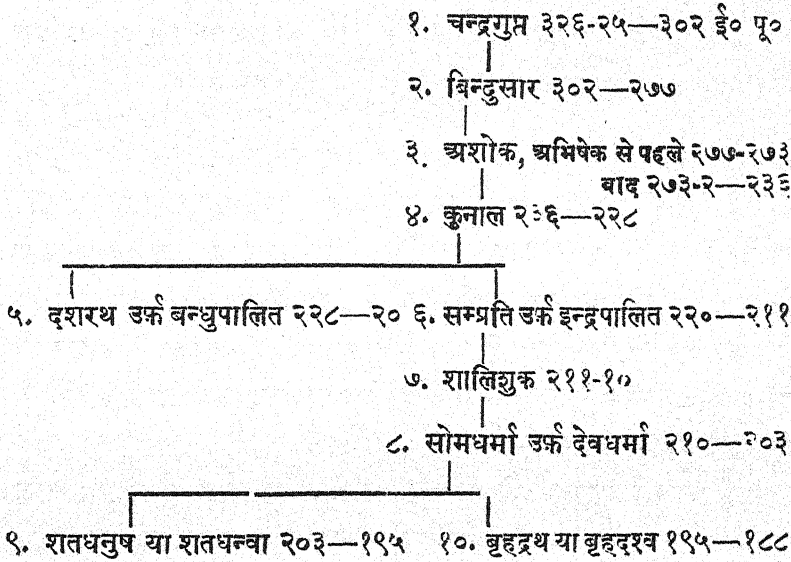 १. चन्द्रगुप्त ३२६-२५—३०२ ई० पू०
२. बिन्दुसार ३०२—२७७
३. अशोक, अभिषेक से पहले २७७-२७३
बाद २७३-२—२३६
४. कुनाल २३६—२२८
५. दशरथ उर्फ़ बन्धुपालित २२८—२० ६. सम्प्रति उर्फ़ इन्द्रपालित २२०—२११
७. शालिशुक २११-१०
८. सोमधर्मा उर्फ़ देवधर्मा २१०—२०३
९. शतधनुष या शतधन्वा २०३—१९५ १०. बृहद्रथ या बृहदश्व १९५—१८८